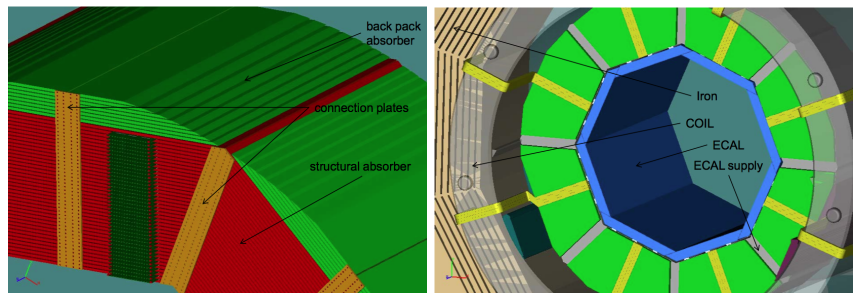 back pack
absorber
connection plates
structural absorber
Iron
COIL
ECAL
ECAL supply